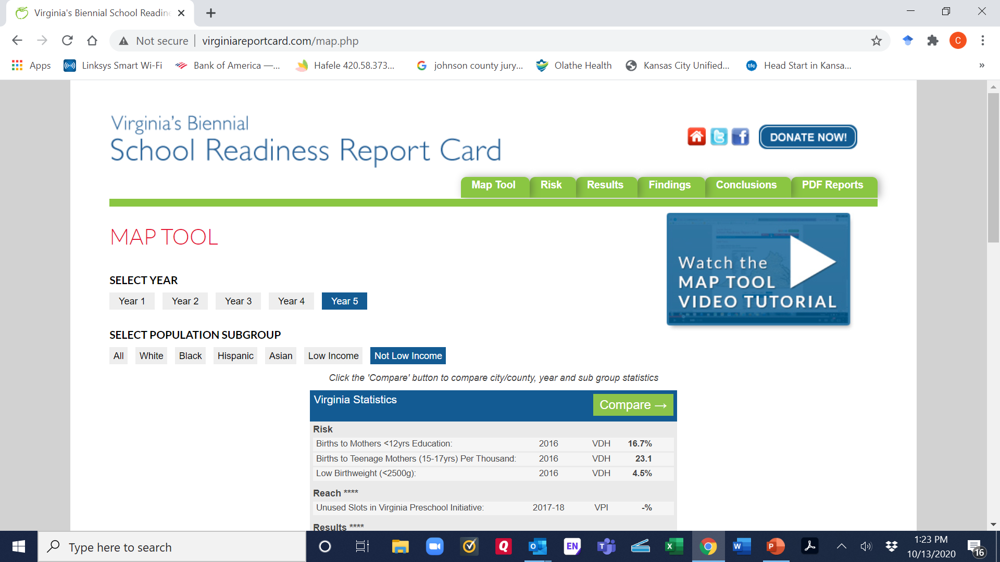 Virginia's Biennial School Readin
Not secure | virginiareportcard.com/map.php
C
Apps Linksys Smart Wi-Fi Bank of America —... Hafele 420.58.373... johnson county jury... Olathe Health Kansas City Unified... tfc Head Start in Kansa... »
Virginia's Biennial
School Readiness Report Card
DONATE NOW!
Map Tool Risk Results Findings Conclusions PDF Reports
MAP TOOL
Watch the
MAP TOOL
VIDEO TUTORIAL
SELECT YEAR
Year 1 Year 2 Year 3 Year 4 Year 5
SELECT POPULATION SUBGROUP
All White Black Hispanic Asian Low Income Not Low Income
Click the 'Compare' button to compare city/county, year and sub group statistics
Virginia Statistics Compare →
Risk
Births to Mothers <12yrs Education: 2016 VDH 16.7%
Births to Teenage Mothers (15-17yrs) Per Thousand: 2016 VDH 23.1
Low Birthweight (<2500g): 2016 VDH 4.5%
Reach ****
Unused Slots in Virginia Preschool Initiative: 2017-18 VPI -%
Results ****
Type here to search
EN
1:23 PM
10/13/2020
16